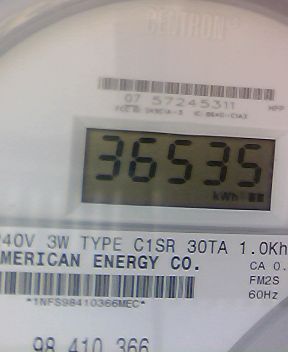 CENTRON®
07 57245311
36535
kWh
240V 3W TYPE C1SR 30TA 1.0Kh
AMERICAN ENERGY CO.
CA 0.
FM2S
60Hz
*1NFS98410366MEC*
98 410 366